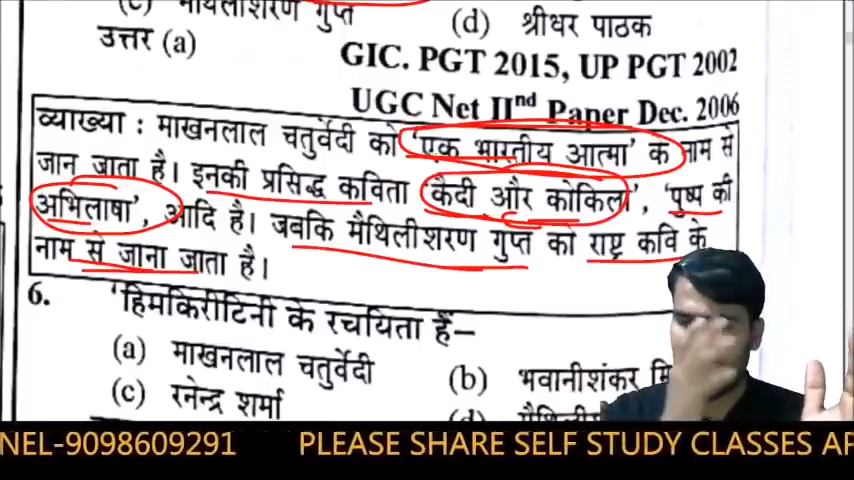 (c) मैथिलीशरण गुप्त
(d) श्रीधर पाठक
उत्तर (a)
GIC. PGT 2015, UP PGT 2002
UGC Net IInd Paper Dec. 2006
व्याख्या : माखनलाल चतुर्वेदी को 'एक भारतीय आत्मा' क नाम से
जान जाता है। इनकी प्रसिद्ध कविता 'कैदी और कोकिला', 'पुष्प की
अभिलाषा', आदि है। जबकि मैथिलीशरण गुप्त को राष्ट्र कवि के
नाम से जाना जाता है।
6. 'हिमकिरीटिनी के रचयिता हैं–
(a) माखनलाल चतुर्वेदी
(b) भवानीशंकर
(c) रनेन्द्र शर्मा
(d)
NEL-9098609291 PLEASE SHARE SELF STUDY CLASSES AP